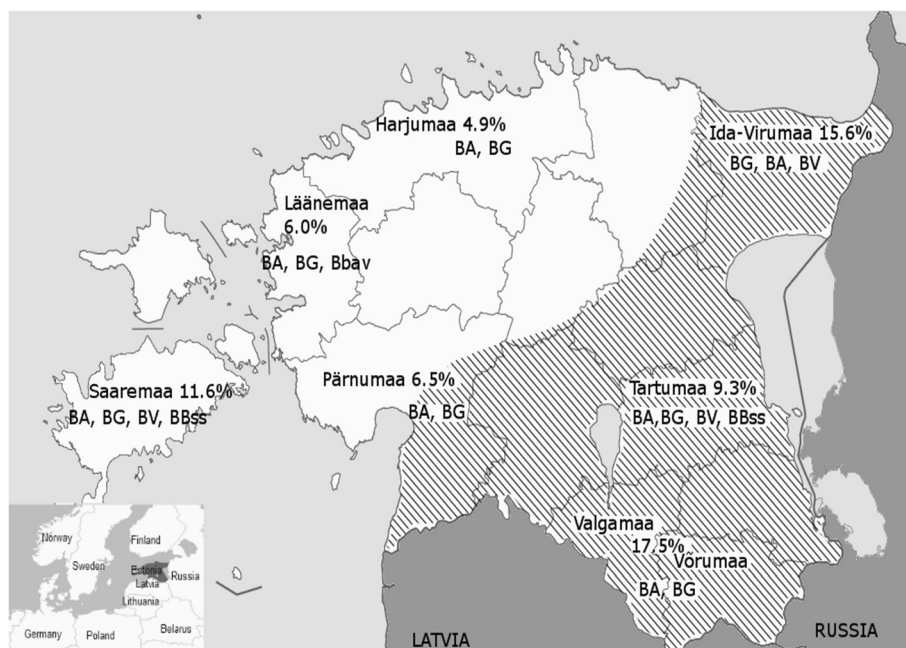 Harjumaa 4.9%
BA, BG
Ida-Virumaa 15.6%
BG, BA, BV
Läänemaa
6.0%
BA, BG, Bbav
Saaremaa 11.6%
BA, BG, BV, BBss
Pärnumaa 6.5%
BA, BG
Tartumaa 9.3%
BA,BG, BV, BBss
Valgamaa
17.5%
Võrumaa
BA, BG
LATVIA
RUSSIA
Norway
Finland
Sweden
Estonia
Russia
Latvia
Lithuania
Belarus
Germany
Poland